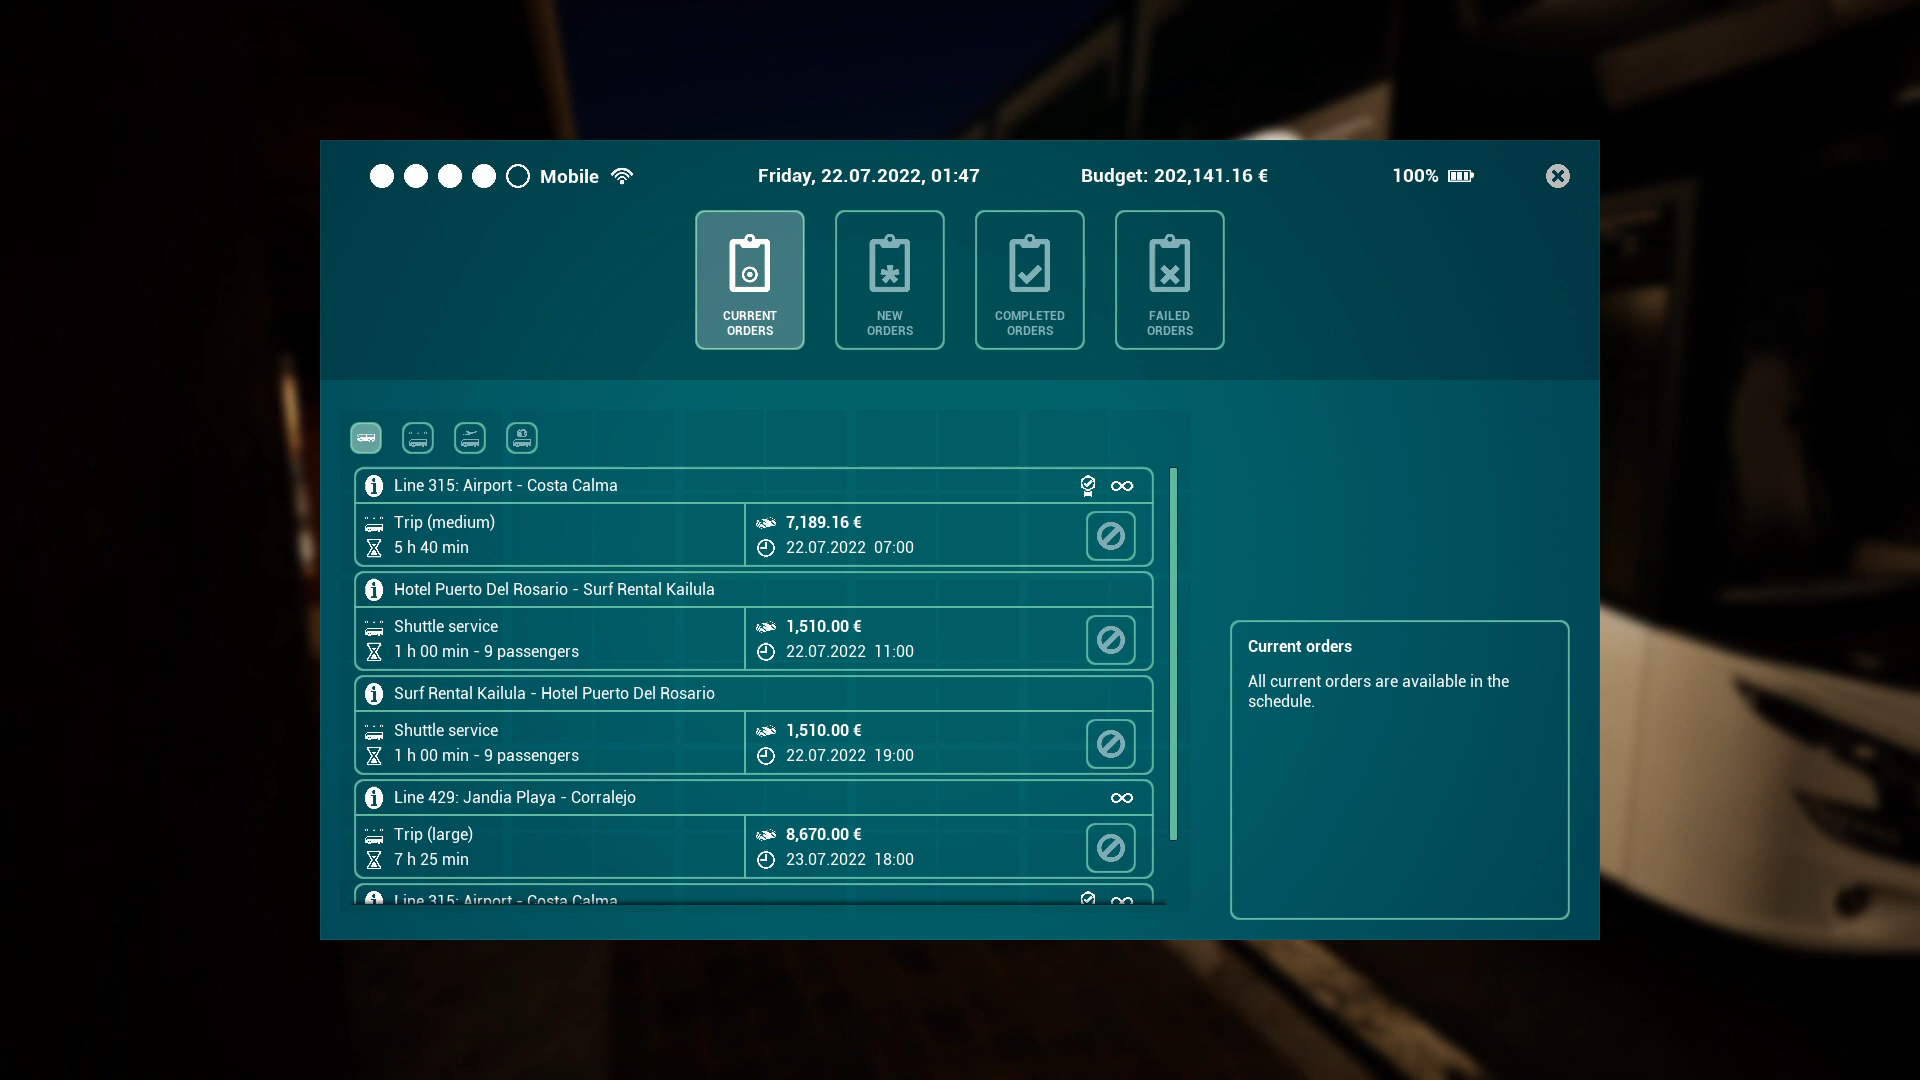 Mobile
Friday, 22.07.2022, 01:47
Budget: 202,141.16 €
100%
CURRENT
ORDERS
NEW
ORDERS
COMPLETED
ORDERS
FAILED
ORDERS
Line 315: Airport - Costa Calma
Trip (medium)
7,189.16 €
5 h 40 min
22.07.2022 07:00
Hotel Puerto Del Rosario - Surf Rental Kailula
Shuttle service
1,510.00 €
1 h 00 min - 9 passengers
22.07.2022 11:00
Surf Rental Kailula - Hotel Puerto Del Rosario
Shuttle service
1,510.00 €
1 h 00 min - 9 passengers
22.07.2022 19:00
Line 429: Jandia Playa - Corralejo
Trip (large)
8,670.00 €
7 h 25 min
23.07.2022 18:00
Line 315: Airport - Costa Calma
Current orders
All current orders are available in the
schedule.